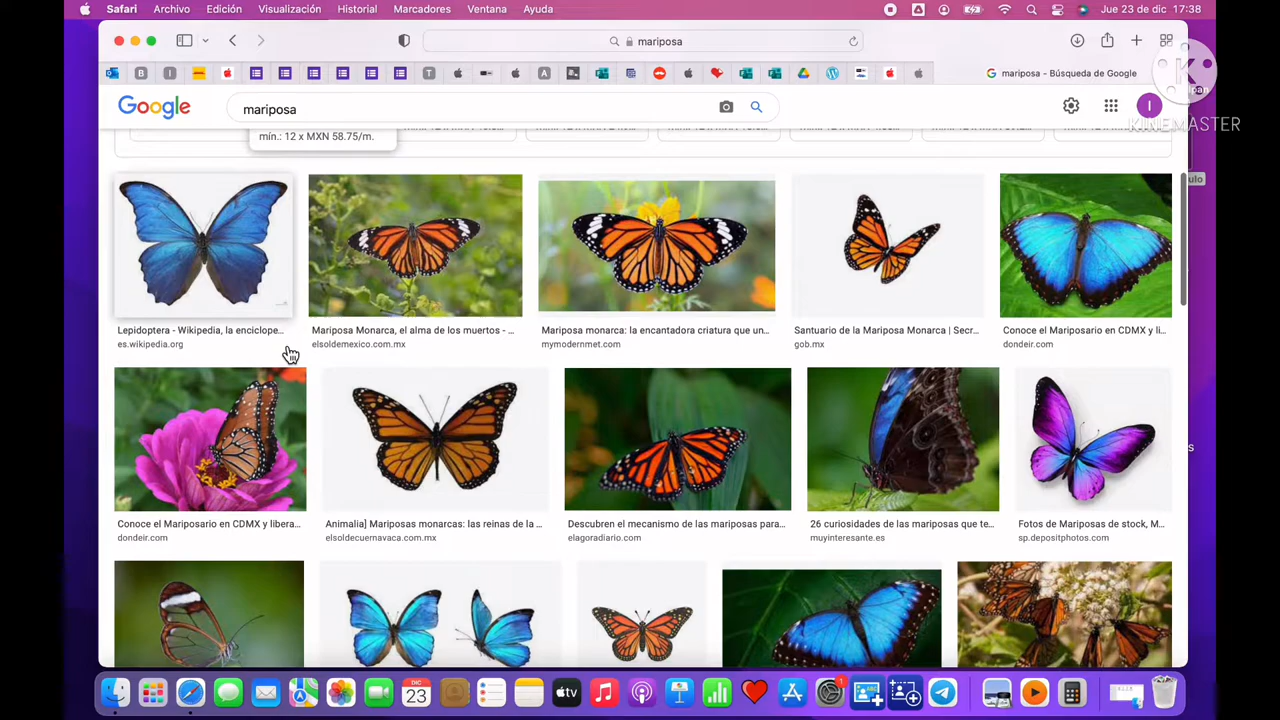 Safari Archivo Edición Visualización Historial Marcadores Ventana Ayuda Jue 23 de dic 17:38
mariposa
mariposa - Búsqueda de Google
Google mariposa
KINEMASTER
mín.: 12 x MXN 58.75/m.
Lepidoptera - Wikipedia, la enciclope...
es.wikipedia.org
Mariposa Monarca, el alma de los muertos - ...
elsoldemexico.com.mx
Mariposa monarca: la encantadora criatura que un...
mymodernmet.com
Santuario de la Mariposa Monarca | Secr...
gob.mx
Conoce el Mariposario en CDMX y li...
dondeir.com
Conoce el Mariposario en CDMX y libera...
dondeir.com
Animalia] Mariposas monarcas: las reinas de la ...
elsoldecuernavaca.com.mx
Descubren el mecanismo de las mariposas para...
elagoradiario.com
26 curiosidades de las mariposas que te...
muyinteresante.es
Fotos de Mariposas de stock, M...
sp.depositphotos.com
DIC
23
tv